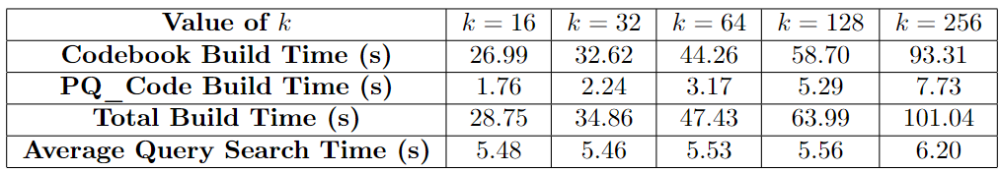 Value of k k = 16 k = 32 k = 64 k = 128 k = 256
Codebook Build Time (s) 26.99 32.62 44.26 58.70 93.31
PQ_Code Build Time (s) 1.76 2.24 3.17 5.29 7.73
Total Build Time (s) 28.75 34.86 47.43 63.99 101.04
Average Query Search Time (s) 5.48 5.46 5.53 5.56 6.20